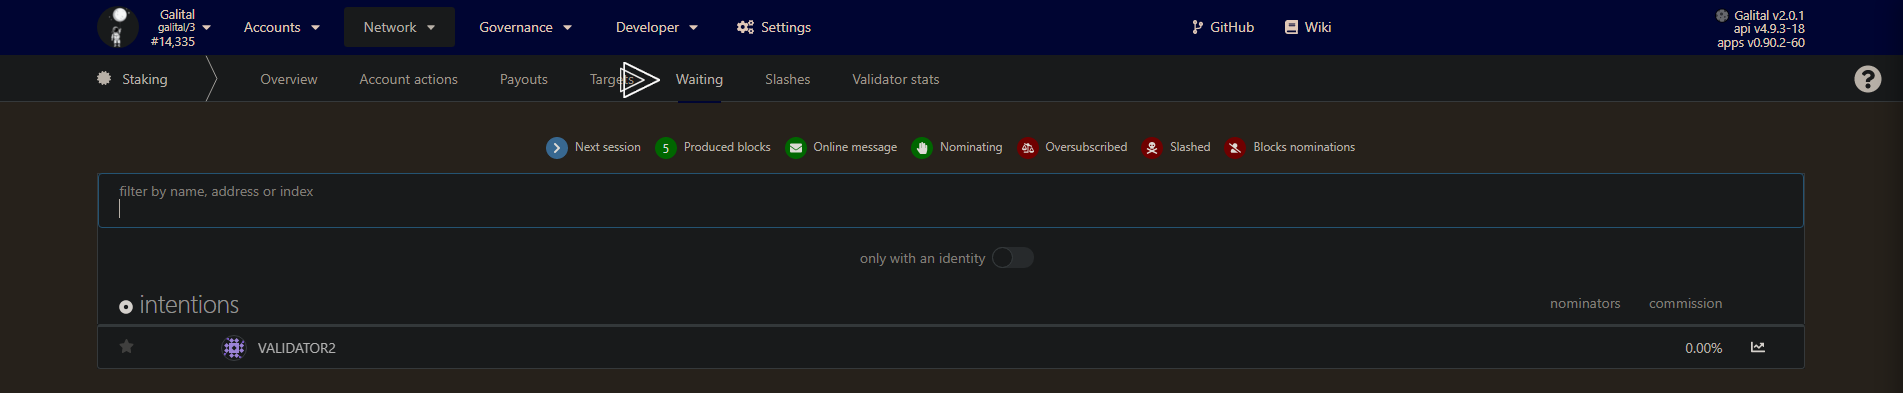 Galital
galital/3
#14,335
Accounts Network Governance Developer Settings GitHub Wiki
Galital v2.0.1
api v4.9.3-18
apps v0.90.2-60
Staking Overview Account actions Payouts Targets Waiting Slashes Validator stats ?
Next session 5 Produced blocks Online message Nominating Oversubscribed Slashed Blocks nominations
filter by name, address or index
only with an identity
intentions nominators commission
VALIDATOR2 0.00%